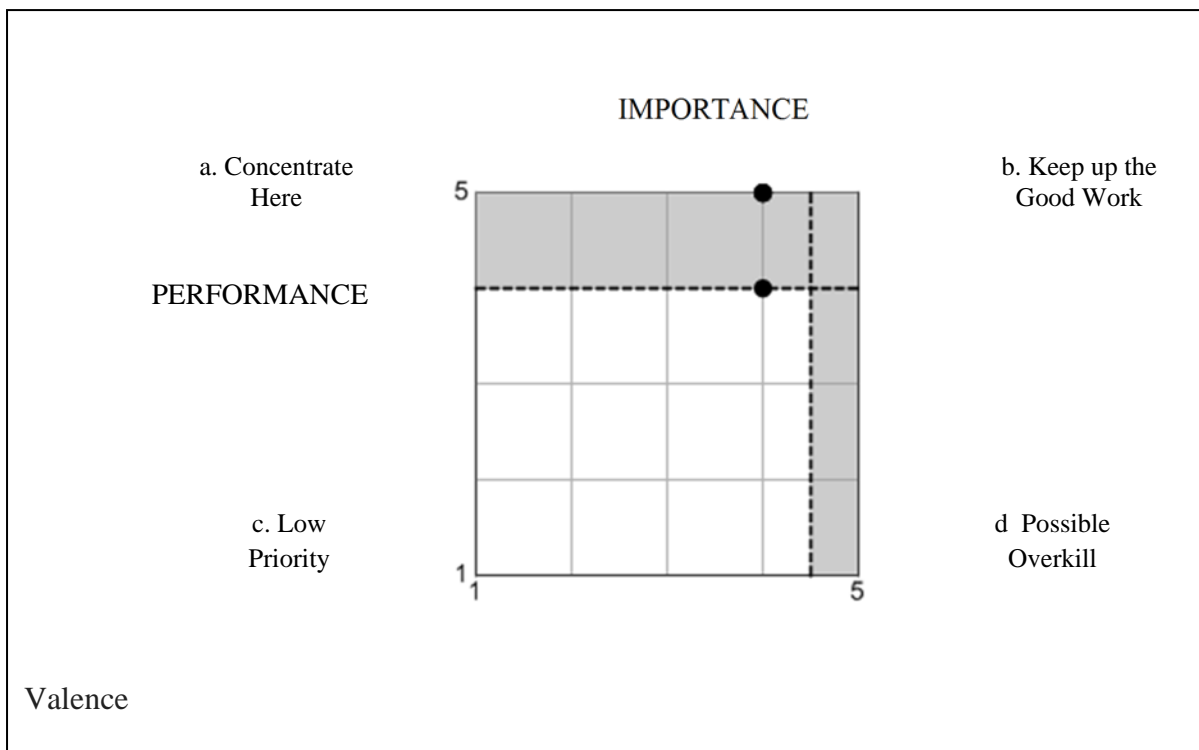 IMPORTANCE
a. Concentrate
Here
b. Keep up the
Good Work
5
PERFORMANCE
c. Low
Priority
d Possible
Overkill
1
1
5
Valence